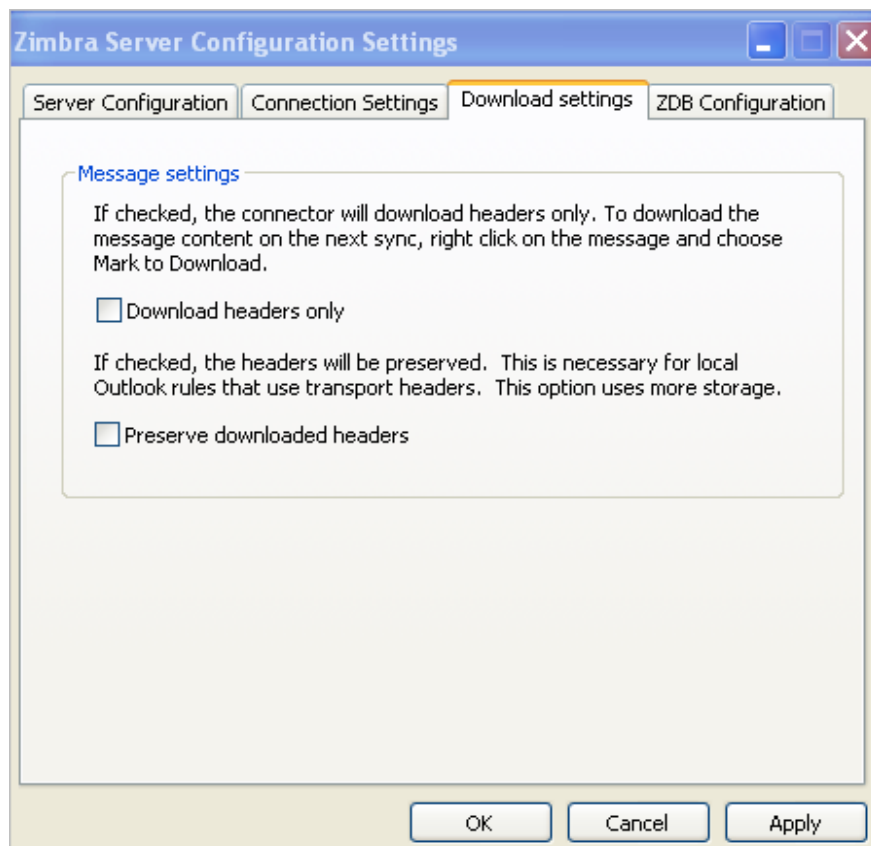 Zimbra Server Configuration Settings
Server Configuration
Connection Settings
Download settings
ZDB Configuration
Message settings
If checked, the connector will download headers only. To download the
message content on the next sync, right click on the message and choose
Mark to Download.
Download headers only
If checked, the headers will be preserved.  This is necessary for local
Outlook rules that use transport headers.  This option uses more storage.
Preserve downloaded headers
OK
Cancel
Apply